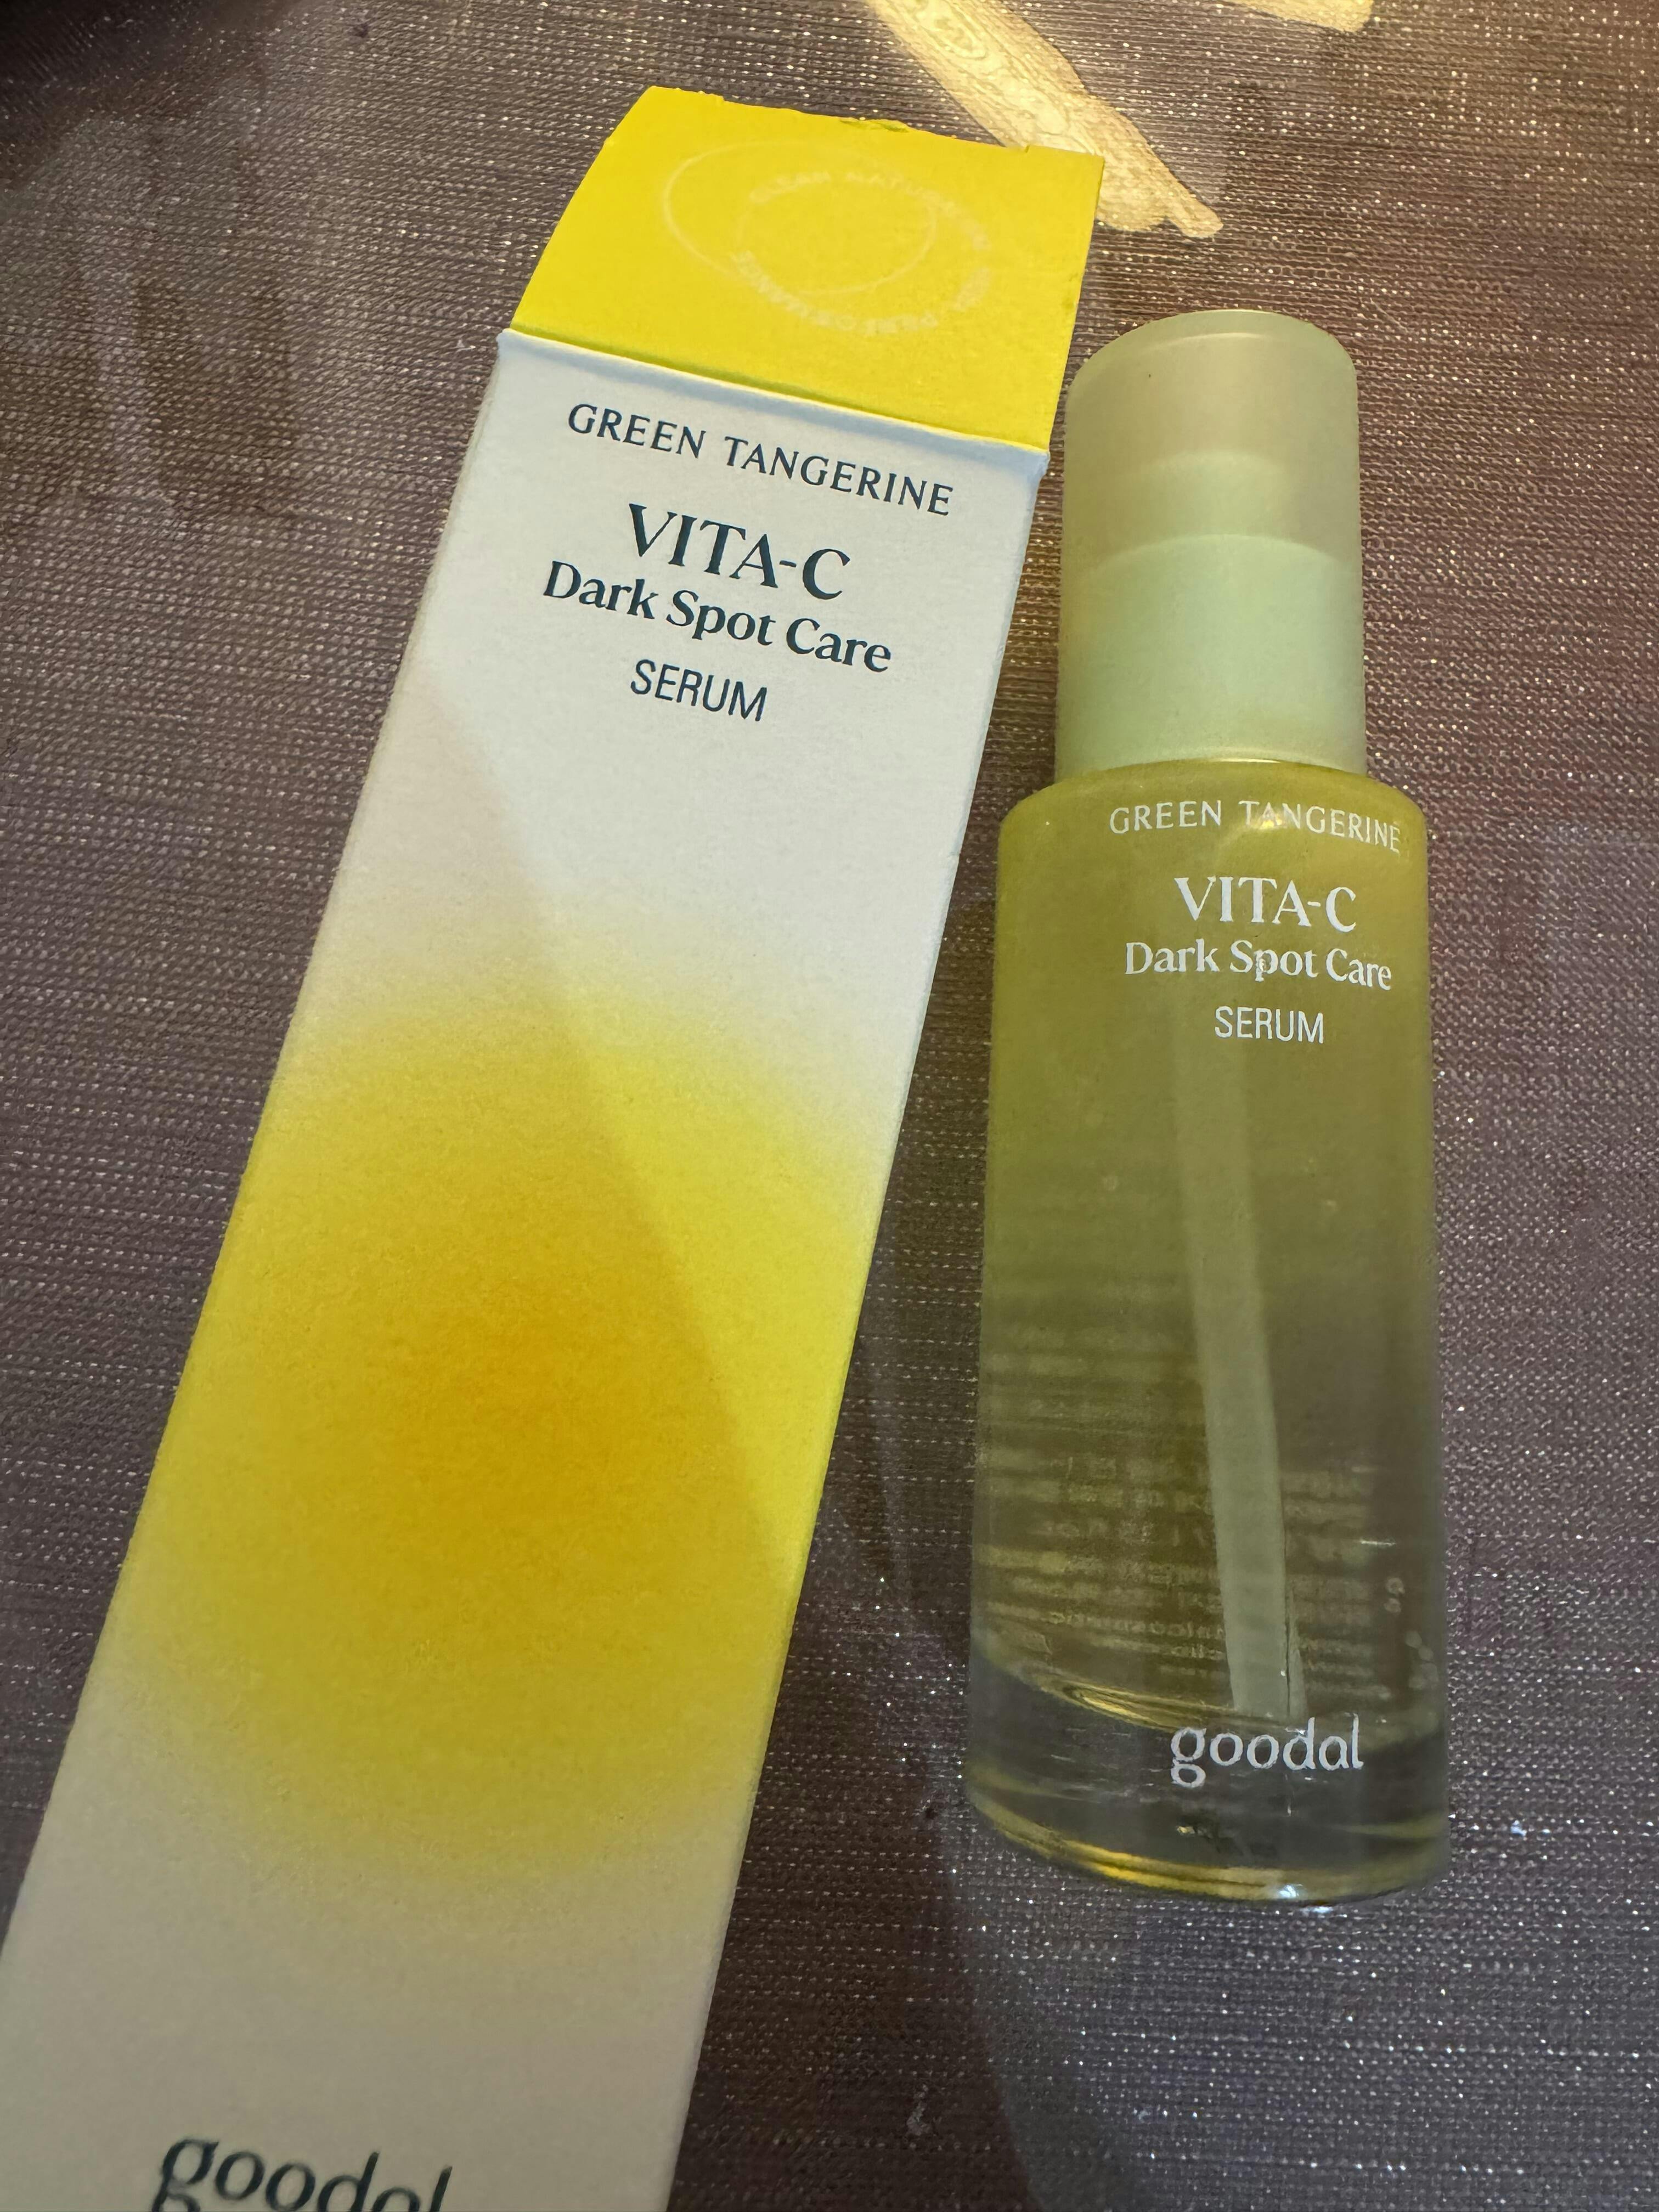 GREEN TANGERINE
VITA-C
Dark Spot Care
SERUM
goodal
GREEN TANGERINE
VITA-C
Dark Spot Care
SERUM
goodal